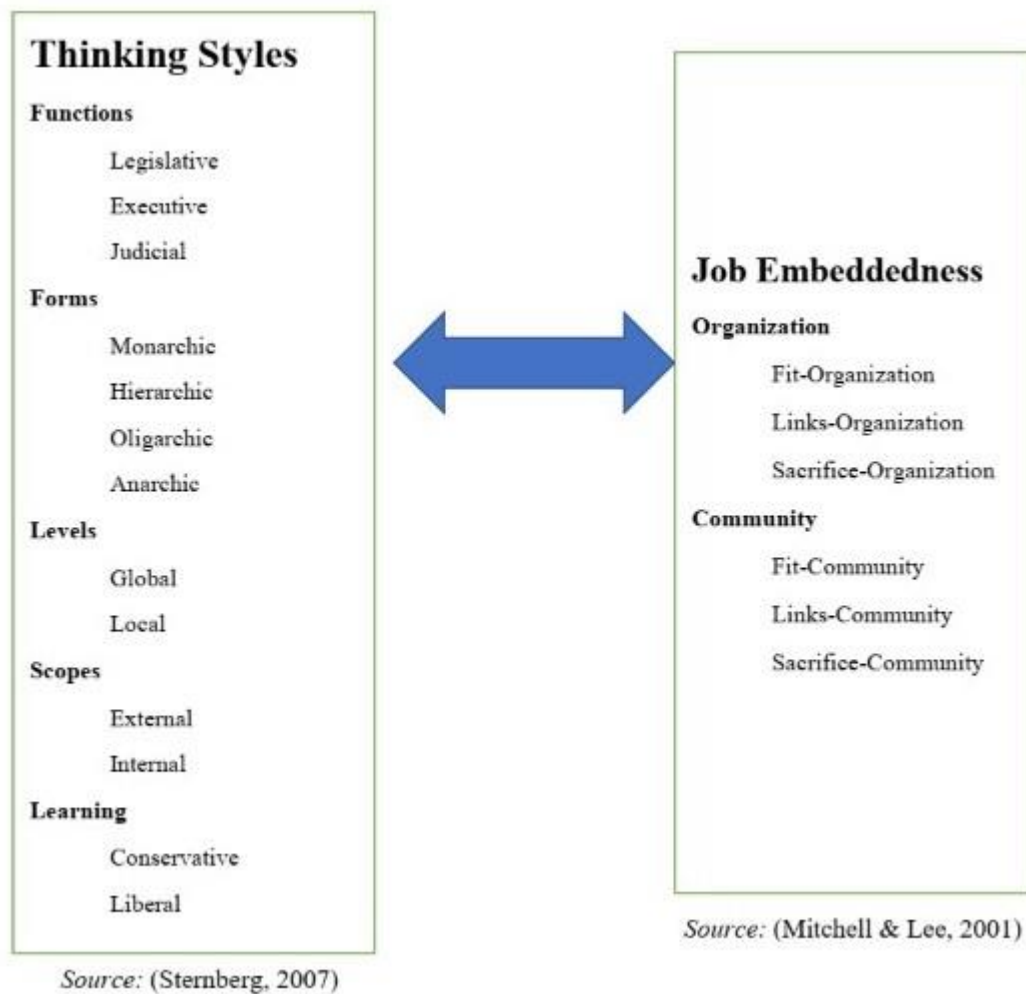 Thinking Styles
Functions
Legislative
Executive
Judicial
Forms
Monarchic
Hierarchic
Oligarchic
Anarchic
Levels
Global
Local
Scopes
External
Internal
Learning
Conservative
Liberal
Source: (Sternberg, 2007)
Job Embeddedness
Organization
Fit-Organization
Links-Organization
Sacrifice-Organization
Community
Fit-Community
Links-Community
Sacrifice-Community
Source: (Mitchell & Lee, 2001)